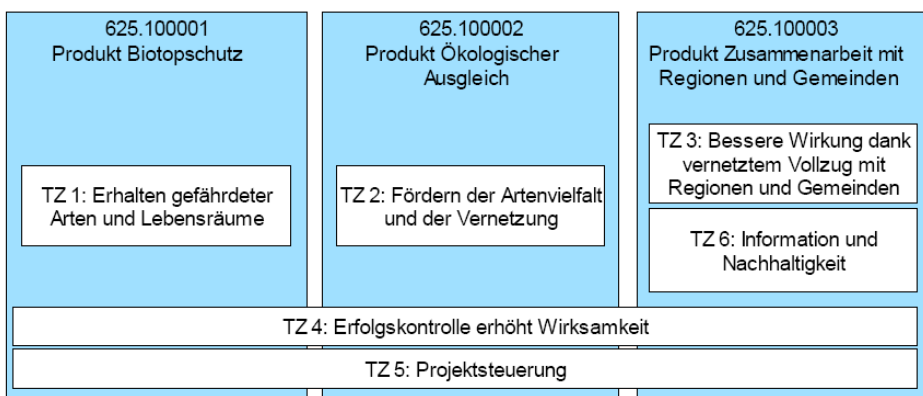 625.100001
Produkt Biotopschutz
TZ 1: Erhalten gefährdeter
Arten und Lebensräume
625.100002
Produkt Ökologischer
Ausgleich
TZ 2: Fördern der Artenvielfalt
und der Vernetzung
625.100003
Produkt Zusammenarbeit mit
Regionen und Gemeinden
TZ 3: Bessere Wirkung dank
vernetztem Vollzug mit
Regionen und Gemeinden
TZ 6: Information und
Nachhaltigkeit
TZ 4: Erfolgskontrolle erhöht Wirksamkeit
TZ 5: Projektsteuerung